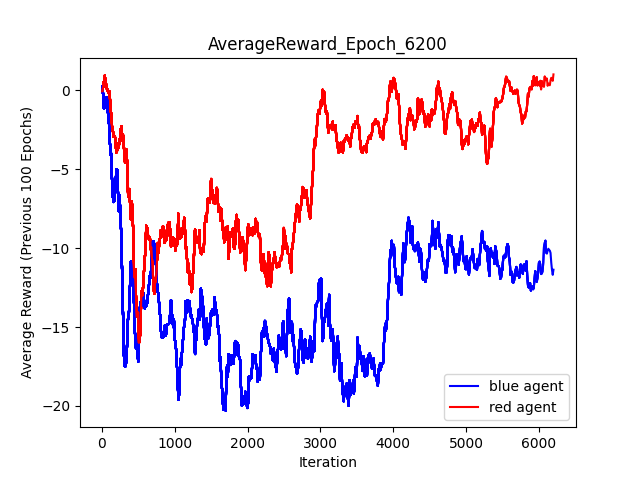 AverageReward_Epoch_6200
Average Reward (Previous 100 Epochs)
0
−5
−10
−15
−20
0 1000 2000 3000 4000 5000 6000
Iteration
blue agent
red agent